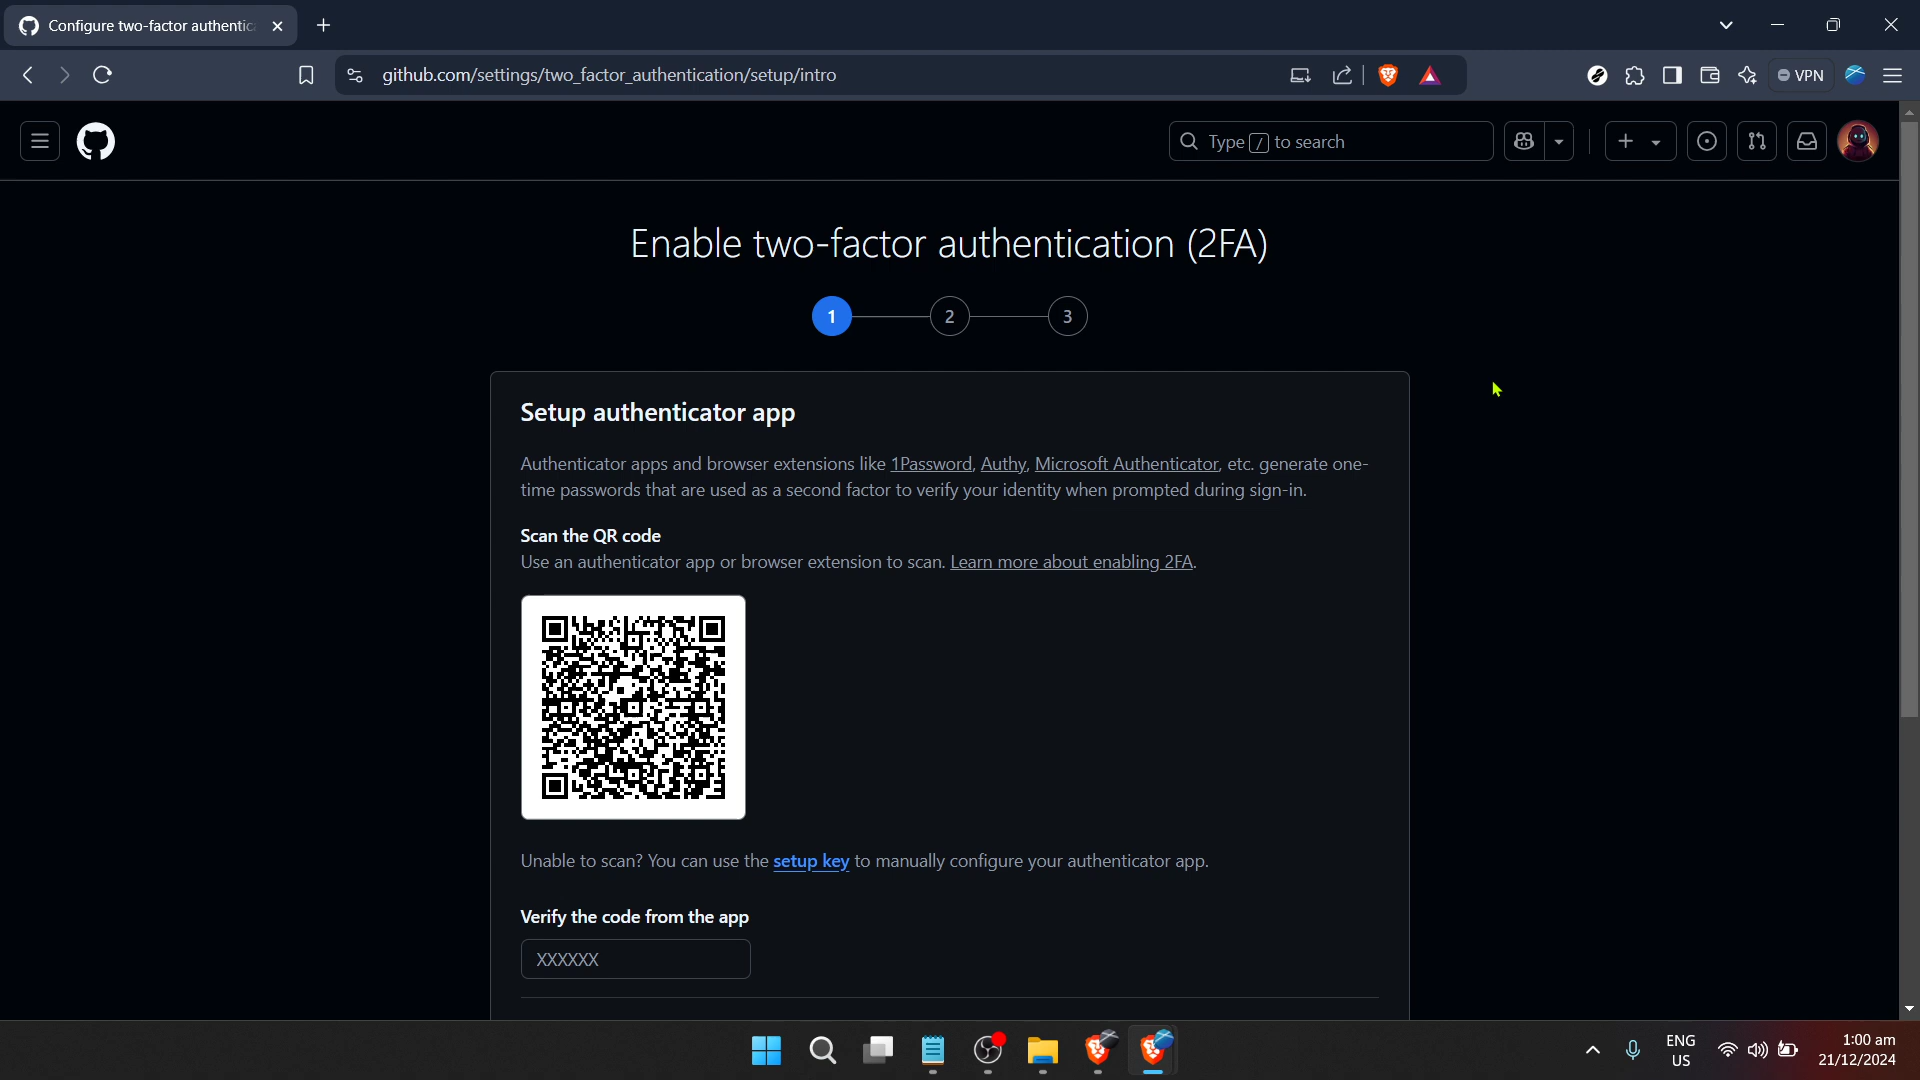 Configure two-factor authentic
github.com/settings/two_factor_authentication/setup/intro
VPN
Type / to search
Enable two-factor authentication (2FA)
1
2
3
Setup authenticator app
Authenticator apps and browser extensions like 1Password, Authy, Microsoft Authenticator, etc. generate one-
time passwords that are used as a second factor to verify your identity when prompted during sign-in.
Scan the QR code
Use an authenticator app or browser extension to scan. Learn more about enabling 2FA.
Unable to scan? You can use the setup key to manually configure your authenticator app.
Verify the code from the app
XXXXXX
ENG
US
1:00 am
21/12/2024